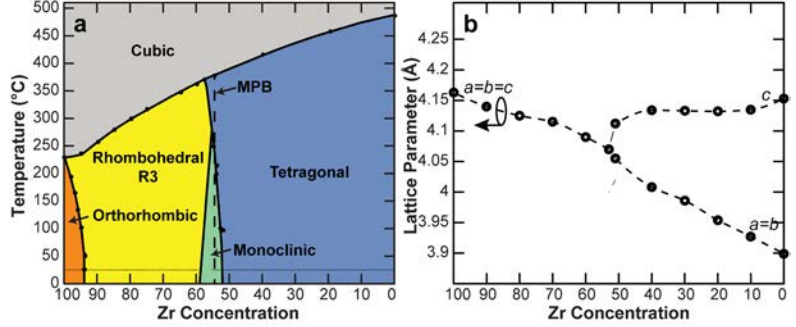 a
500
450
400
350
300
250
200
150
100
50
0
Temperature (°C)
Cubic
MPB
Rhombohedral
R3
Tetragonal
Orthorhombic
Monoclinic
100 90 80 70 60 50 40 30 20 10 0
Zr Concentration
b
4.25
4.2
4.15
4.1
4.05
4
3.95
3.9
Lattice Parameter (Å)
a=b=c
c
a=b
100 90 80 70 60 50 40 30 20 10 0
Zr Concentration